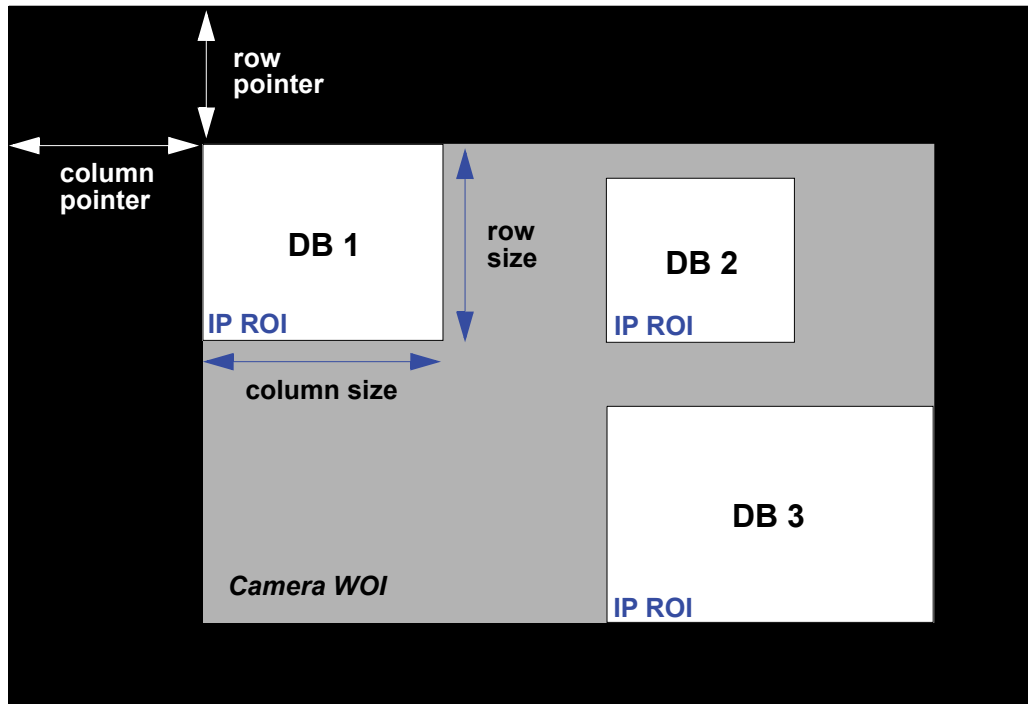 row
pointer
column
pointer
DB 1
row
size
DB 2
IP ROI
IP ROI
column size
DB 3
Camera WOI
IP ROI